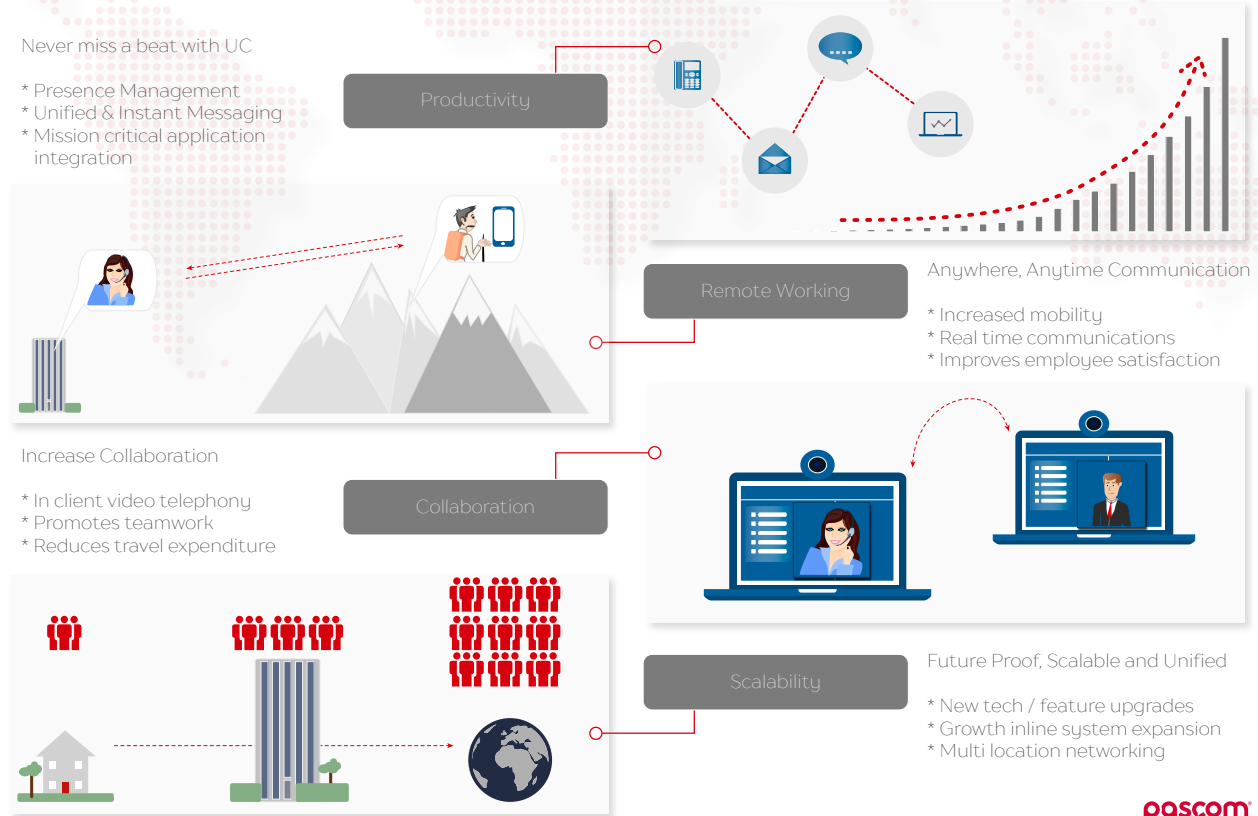 Never miss a beat with UC
* Presence Management
* Unified & Instant Messaging
* Mission critical application
integration
Productivity
Remote Working
Anywhere, Anytime Communication
* Increased mobility
* Real time communications
* Improves employee satisfaction
Increase Collaboration
* In client video telephony
* Promotes teamwork
* Reduces travel expenditure
Collaboration
Scalability
Future Proof, Scalable and Unified
* New tech / feature upgrades
* Growth inline system expansion
* Multi location networking
pascom